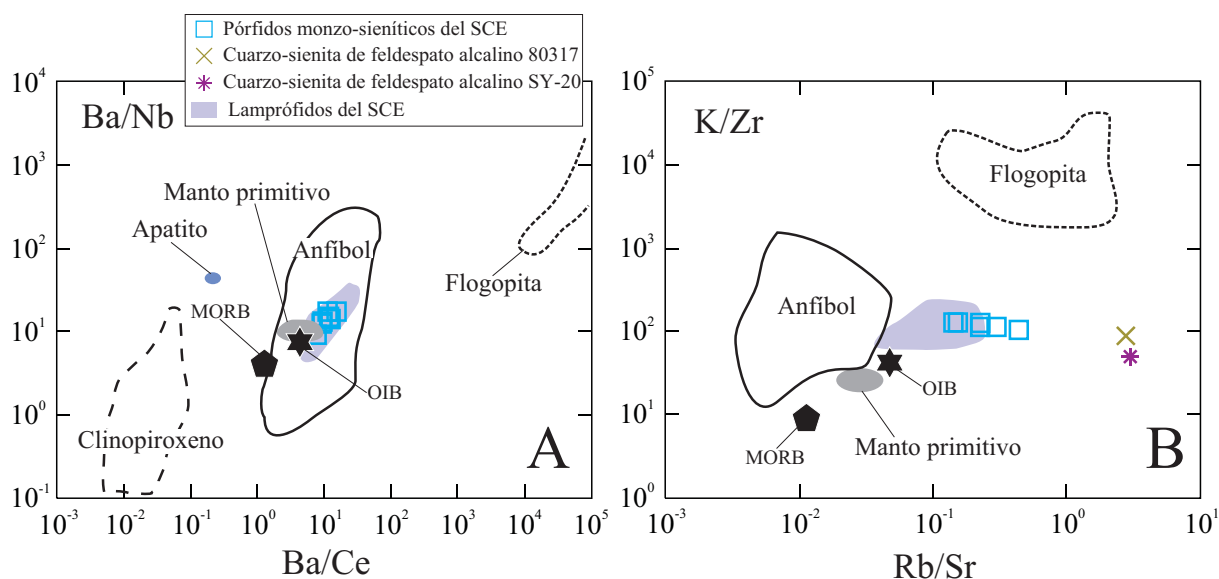 Pórfidos monzo-sieníticos del SCE
Cuarzo-sienita de feldespato alcalino 80317
Cuarzo-sienita de feldespato alcalino SY-20
Lamprófidos del SCE
Ba/Nb
10^4
10^3
10^2
10^1
10^0
10^-1
Manto primitivo
Apatito
Anfíbol
Flogopita
MORB
OIB
Clinopiroxeno
A
10^-3
10^-2
10^-1
10^0
10^1
10^2
10^3
10^4
10^5
Ba/Ce
K/Zr
10^5
10^4
10^3
10^2
10^1
10^0
Flogopita
Anfíbol
OIB
MORB
Manto primitivo
B
10^-3
10^-2
10^-1
10^0
10^1
Rb/Sr